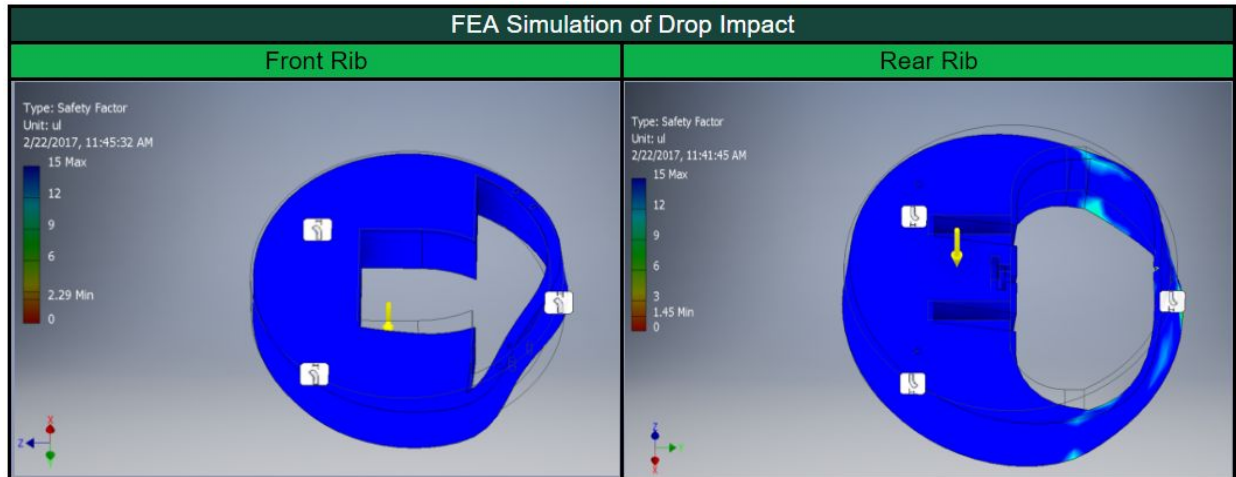 FEA Simulation of Drop Impact
Front Rib
Rear Rib
Type: Safety Factor
Unit: ul
2/22/2017, 11:45:32 AM
15 Max
12
9
6
2.29 Min
0
Z
X
Y
Type: Safety Factor
Unit: ul
2/22/2017, 11:41:45 AM
15 Max
12
9
6
3
1.45 Min
0
Z
Y
X